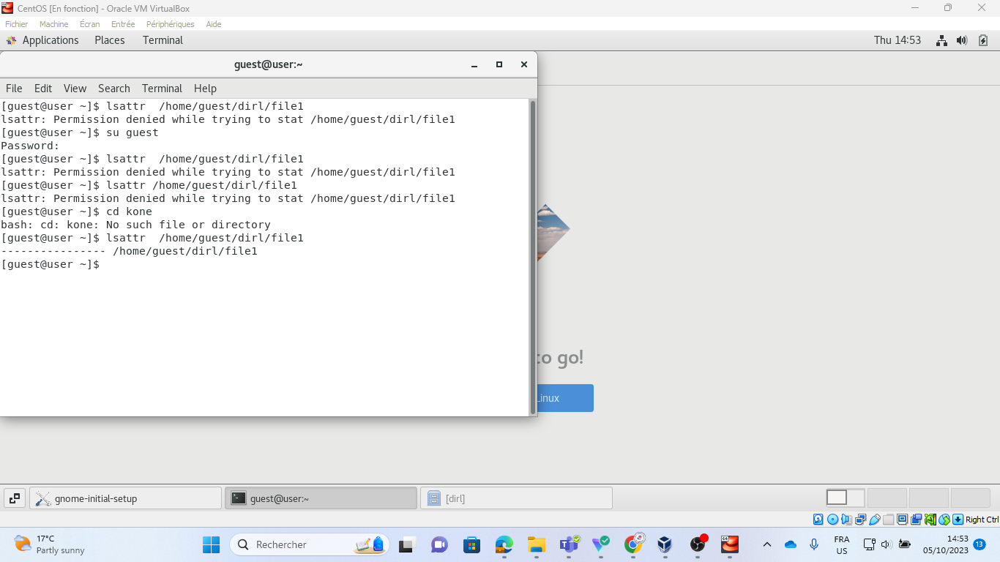 CentOS [En fonction] - Oracle VM VirtualBox
Fichier Machine Écran Entrée Périphériques Aide
Applications Places Terminal Thu 14:53
guest@user:~
File Edit View Search Terminal Help
[guest@user ~]$ lsattr  /home/guest/dirl/file1
lsattr: Permission denied while trying to stat /home/guest/dirl/file1
[guest@user ~]$ su guest
Password:
[guest@user ~]$ lsattr  /home/guest/dirl/file1
lsattr: Permission denied while trying to stat /home/guest/dirl/file1
[guest@user ~]$ lsattr /home/guest/dirl/file1
lsattr: Permission denied while trying to stat /home/guest/dirl/file1
[guest@user ~]$ cd kone
bash: cd: kone: No such file or directory
[guest@user ~]$ lsattr  /home/guest/dirl/file1
---------------- /home/guest/dirl/file1
[guest@user ~]$
to go!
Linux
gnome-initial-setup guest@user:~ [dirl]
Right Ctrl
17°C
Partly sunny
Rechercher
FRA
US
14:53
05/10/2023
13